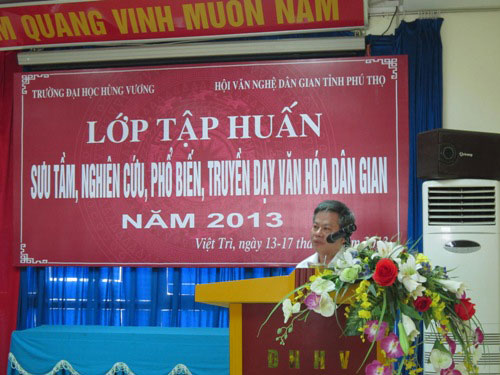 M QUANG VINH MUÔN NĂM
TRƯỜNG ĐẠI HỌC HÙNG VƯƠNG
HỘI VĂN NGHỆ DÂN GIAN TỈNH PHÚ THỌ
LỚP TẬP HUẤN
SƯU TẦM, NGHIÊN CỨU, PHỔ BIẾN, TRUYỀN DẠY VĂN HÓA DÂN GIAN
NĂM 2013
Việt Trì, ngày 13-17 thá
ĐHHV